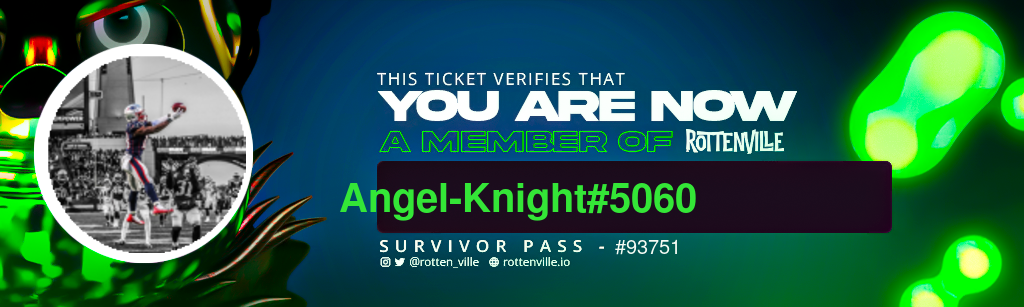 THIS TICKET VERIFIES THAT
YOU ARE NOW
A MEMBER OF ROTTENVILLE
Angel-Knight#5060
SURVIVOR PASS - #93751
@rotten_ville rottenville.io